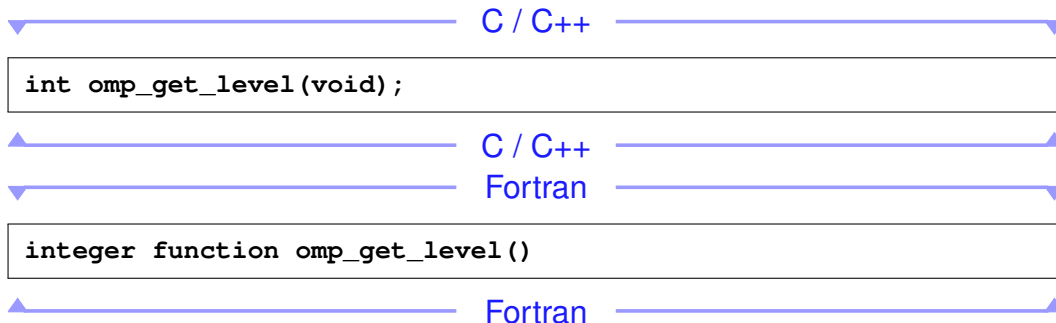 C / C++
int omp_get_level(void);
C / C++
Fortran
integer function omp_get_level()
Fortran